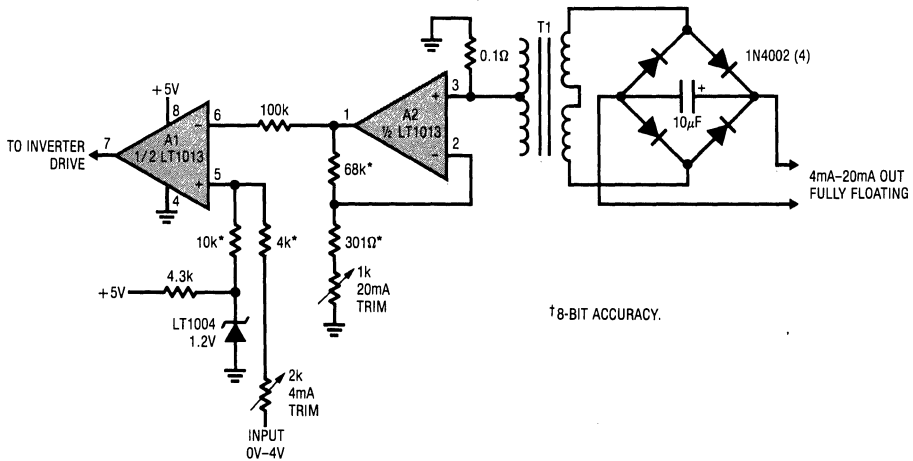 T1
0.1Ω
1N4002 (4)
+
10μF
+5V
8
6
−
A1
1/2 LT1013
7
TO INVERTER
DRIVE
+
5
4
100k
1
A2
½ LT1013
3
+
2
−
68k*
4mA–20mA OUT
FULLY FLOATING
10k*
4k*
301Ω*
1k
20mA
TRIM
4.3k
+5V
LT1004
1.2V
†8-BIT ACCURACY.
2k
4mA
TRIM
INPUT
0V–4V